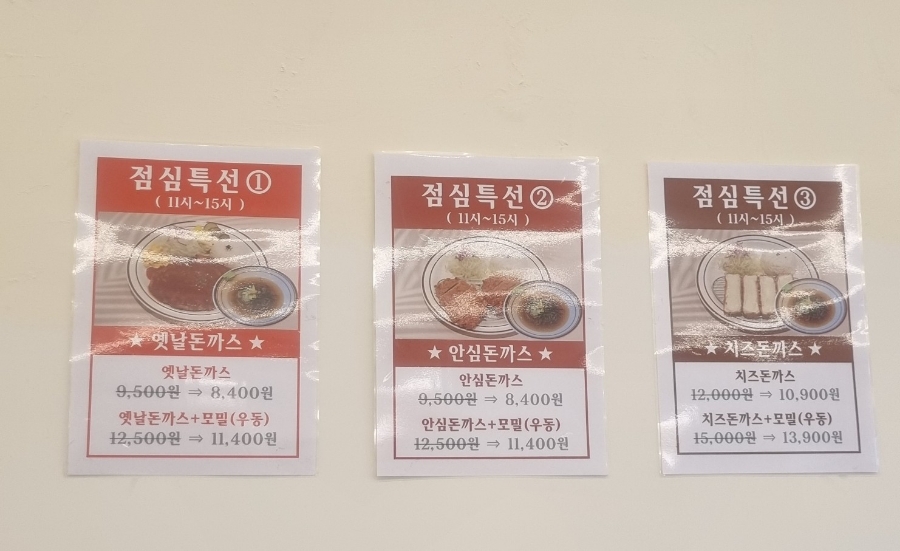 점심특선①
( 11시~15시 )
★ 옛날돈까스 ★
옛날돈까스
9,500원 ⇒ 8,400원
옛날돈까스+모밀(우동)
12,500원 ⇒ 11,400원
점심특선②
( 11시~15시 )
★ 안심돈까스 ★
안심돈까스
9,500원 ⇒ 8,400원
안심돈까스+모밀(우동)
12,500원 ⇒ 11,400원
점심특선③
( 11시~15시 )
★ 치즈돈까스 ★
치즈돈까스
12,000원 ⇒ 10,900원
치즈돈까스+모밀(우동)
15,000원 ⇒ 13,900원